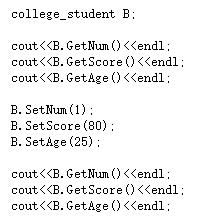 college_student B;
cout<<B.GetNum()<<endl;
cout<<B.GetScore()<<endl;
cout<<B.GetAge()<<endl;
B.SetNum(1);
B.SetScore(80);
B.SetAge(25);
cout<<B.GetNum()<<endl;
cout<<B.GetScore()<<endl;
cout<<B.GetAge()<<endl;